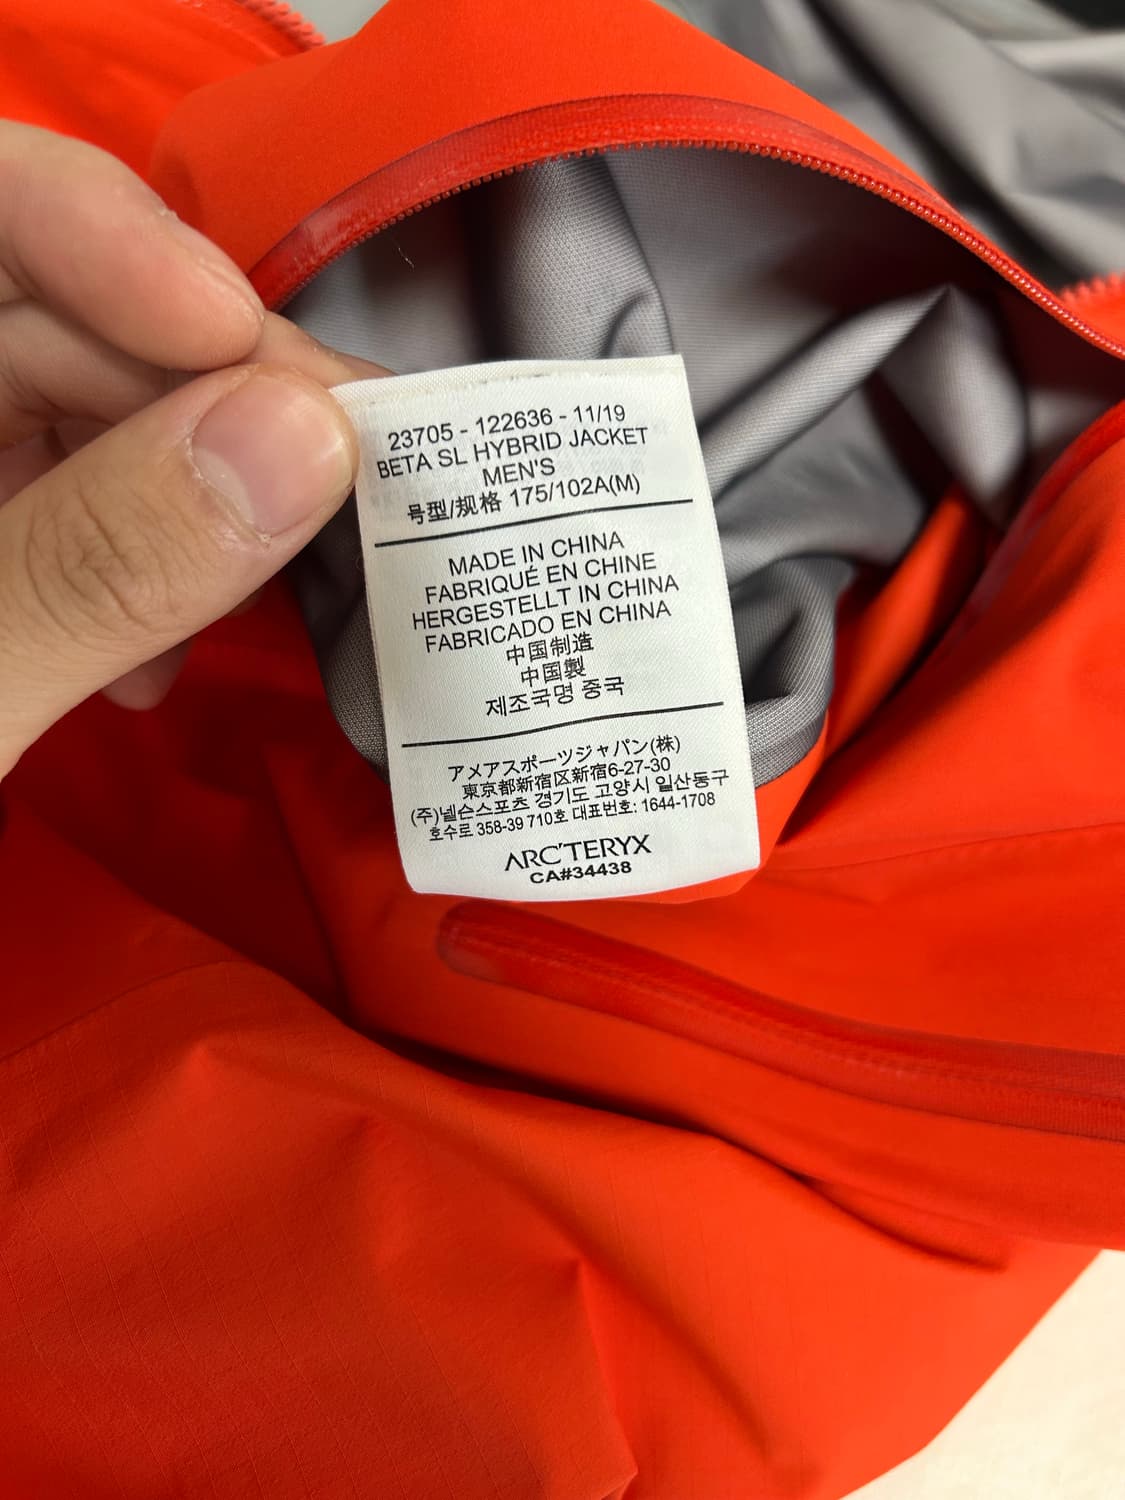 23705 - 122636 - 11/19
BETA SL HYBRID JACKET
MEN'S
号型/规格 175/102A(M)
MADE IN CHINA
FABRIQUÉ EN CHINE
HERGESTELLT IN CHINA
FABRICADO EN CHINA
中国制造
中国製
제조국명 중국
アメアスポーツジャパン(株)
東京都新宿区新宿6-27-30
(주)넬슨스포츠 경기도 고양시 일산동구
호수로 358-39 710호 대표번호: 1644-1708
ARC'TERYX
CA#34438